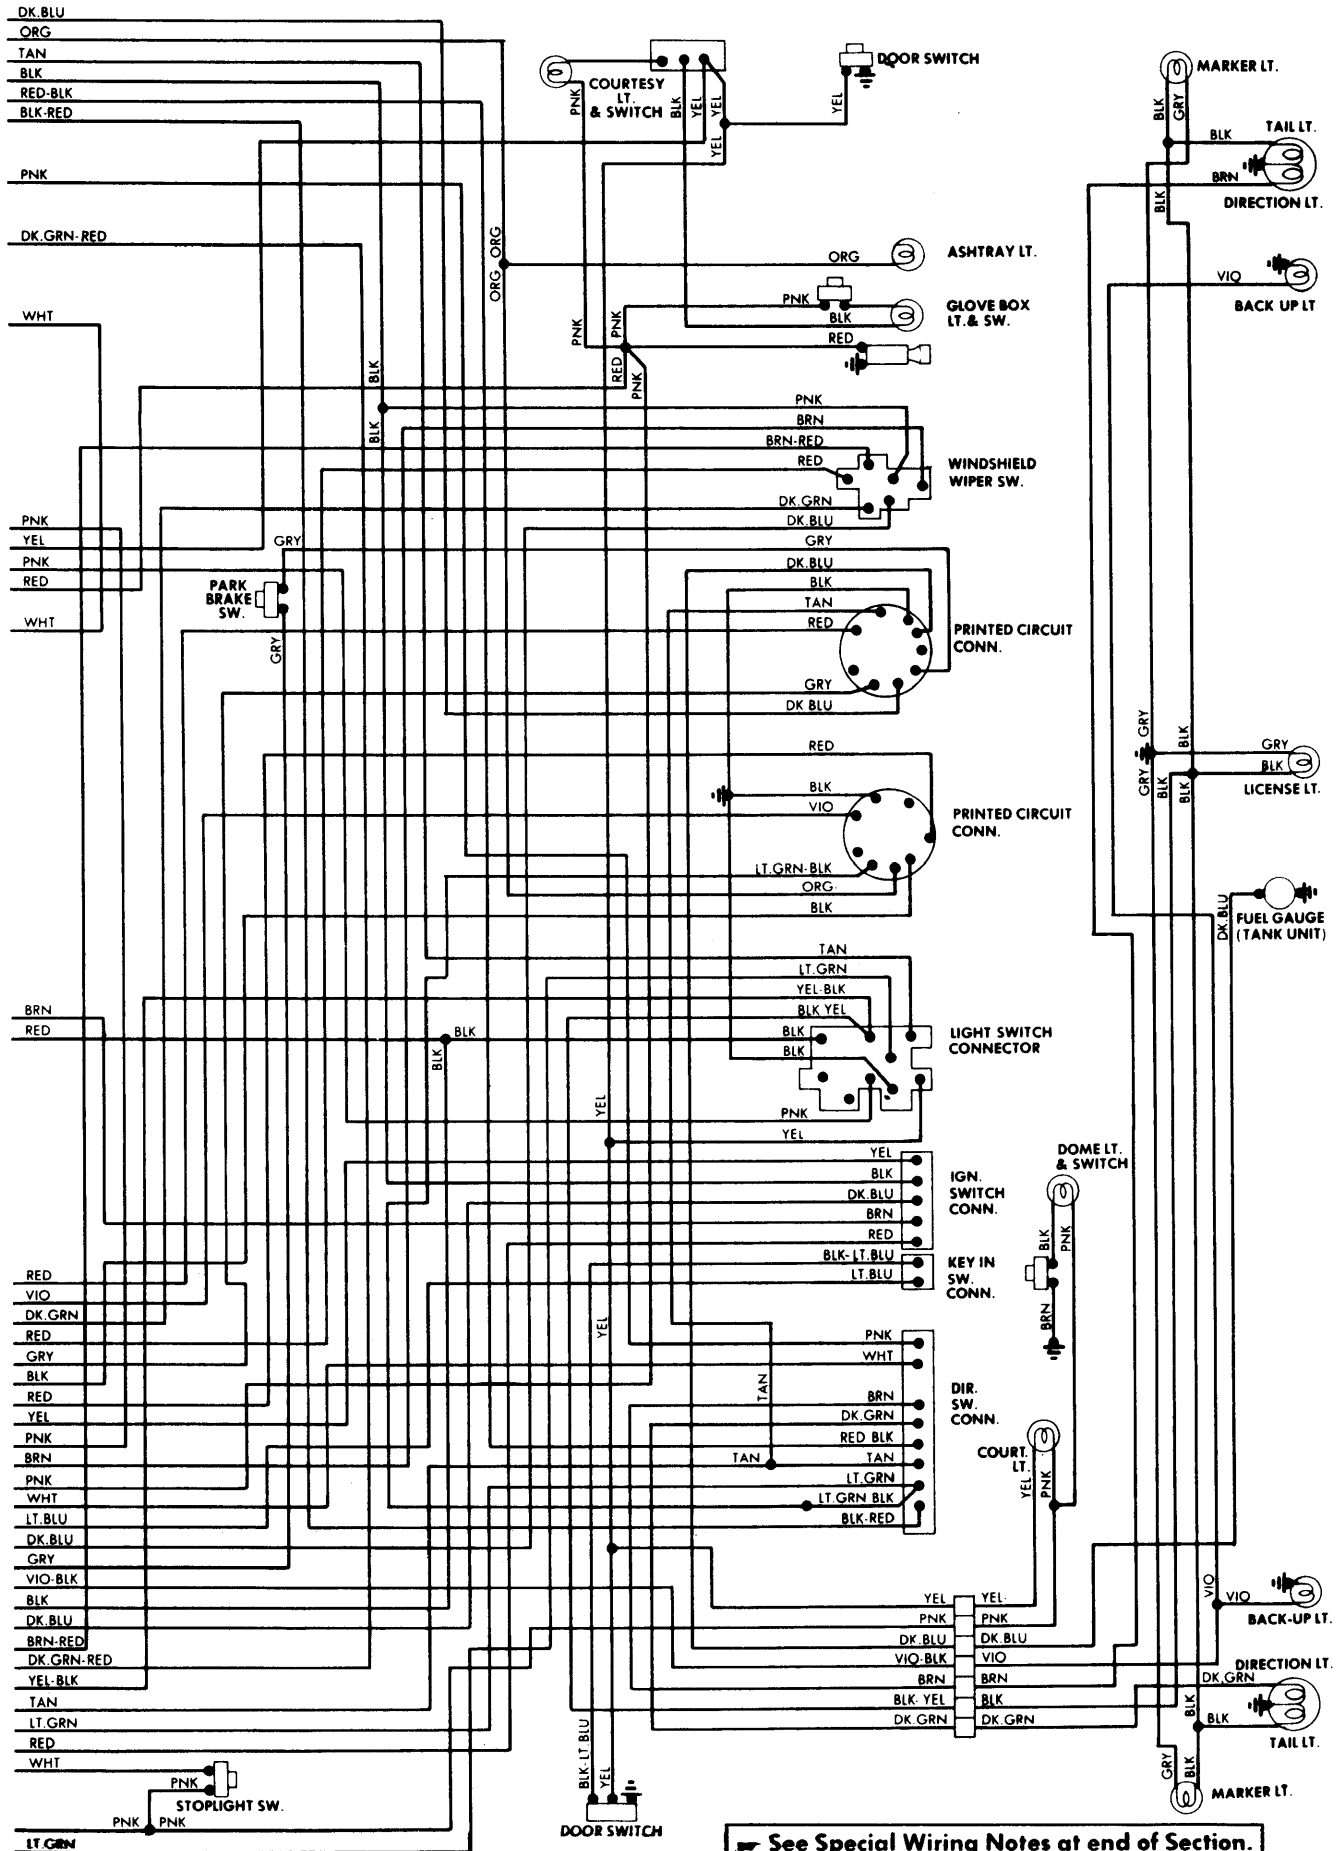 DK.BLU
ORG
TAN
BLK
RED-BLK
BLK-RED
PNK
DK.GRN-RED
WHT
PNK
YEL
PNK
RED
WHT
BRN
RED
RED
VIO
DK.GRN
RED
GRY
BLK
RED
YEL
PNK
BRN
PNK
WHT
LT.BLU
DK.BLU
GRY
VIO-BLK
BLK
DK.BLU
BRN-RED
DK.GRN-RED
YEL-BLK
TAN
LT.GRN
RED
WHT
PNK
STOPLIGHT SW.
PNK
PNK
LT.GRN
GRY
PARK
BRAKE
SW.
GRY
BLK
BLK
ORG
ORG
BLK
BLK
COURTESY
LT.
& SWITCH
PNK
BLK
YEL
YEL
YEL
YEL
DOOR SWITCH
ORG
ASHTRAY LT.
PNK
BLK
GLOVE BOX
LT.& SW.
RED
PNK
PNK
RED
PNK
PNK
BRN
BRN-RED
RED
DK.GRN
DK.BLU
WINDSHIELD
WIPER SW.
GRY
DK.BLU
BLK
TAN
RED
GRY
DK BLU
PRINTED CIRCUIT
CONN.
RED
BLK
VIO
LT.GRN-BLK
ORG
BLK
PRINTED CIRCUIT
CONN.
TAN
LT.GRN
YEL-BLK
BLK YEL
BLK
BLK
PNK
YEL
LIGHT SWITCH
CONNECTOR
YEL
YEL
BLK
DK.BLU
BRN
RED
IGN.
SWITCH
CONN.
BLK-LT.BLU
LT.BLU
KEY IN
SW.
CONN.
YEL
PNK
WHT
BRN
DK.GRN
RED BLK
TAN
TAN
TAN
LT.GRN
LT.GRN BLK
BLK-RED
DIR.
SW.
CONN.
DOME LT.
& SWITCH
BLK
PNK
BRN
COURT.
LT.
YEL
PNK
YEL
YEL
PNK
PNK
DK.BLU
DK.BLU
VIO-BLK
VIO
BRN
BRN
BLK-YEL
BLK
DK.GRN
DK.GRN
BLK-LT.BLU
YEL
DOOR SWITCH
MARKER LT.
BLK
GRY
BLK
TAIL LT.
BRN
DIRECTION LT.
BLK
VIO
BACK UP LT
GRY
BLK
GRY
BLK
LICENSE LT.
GRY
BLK
BLK
DK.BLU
FUEL GAUGE
(TANK UNIT)
VIO
VIO
BACK-UP LT.
DIRECTION LT.
DK,GRN
BLK
BLK
TAIL LT.
GRY
BLK
MARKER LT.
See Special Wiring Notes at end of Section.